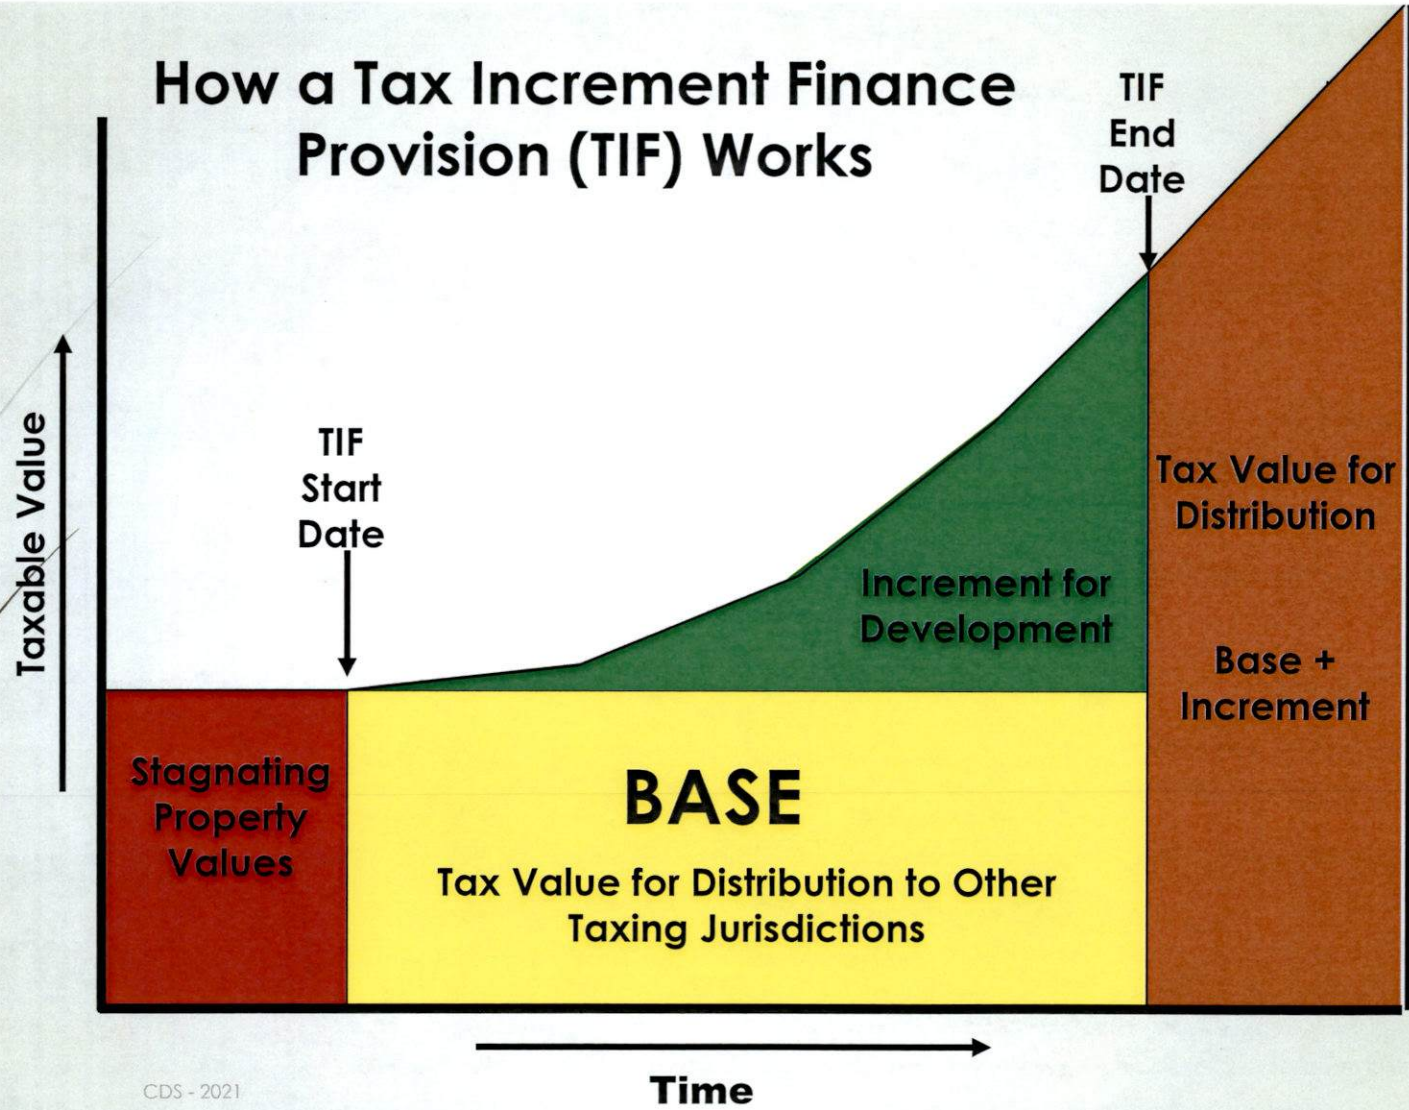 How a Tax Increment Finance
Provision (TIF) Works
TIF
End
Date
TIF
Start
Date
Taxable Value
Tax Value for
Distribution
Increment for
Development
Base +
Increment
Stagnating
Property
Values
BASE
Tax Value for Distribution to Other
Taxing Jurisdictions
Time
CDS - 2021